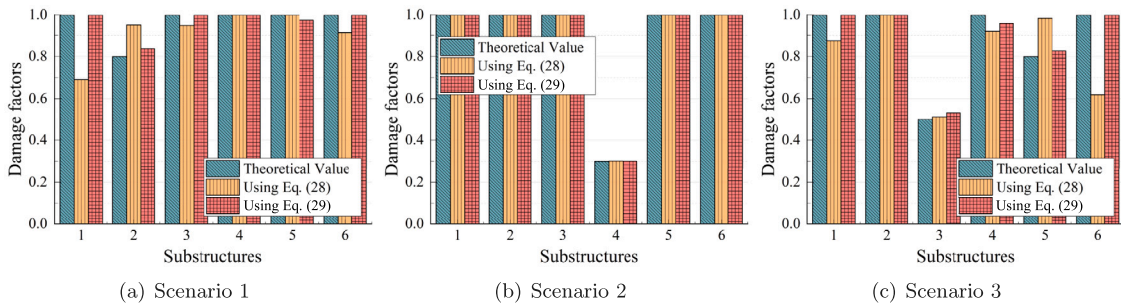 Damage factors
1.0
0.8
0.6
0.4
0.2
0.0
Theoretical Value
Using Eq. (28)
Using Eq. (29)
1 2 3 4 5 6
Substructures
(a) Scenario 1
Damage factors
1.0
0.8
0.6
0.4
0.2
0.0
Theoretical Value
Using Eq. (28)
Using Eq. (29)
1 2 3 4 5 6
Substructures
(b) Scenario 2
Damage factors
1.0
0.8
0.6
0.4
0.2
0.0
Theoretical Value
Using Eq. (28)
Using Eq. (29)
1 2 3 4 5 6
Substructures
(c) Scenario 3